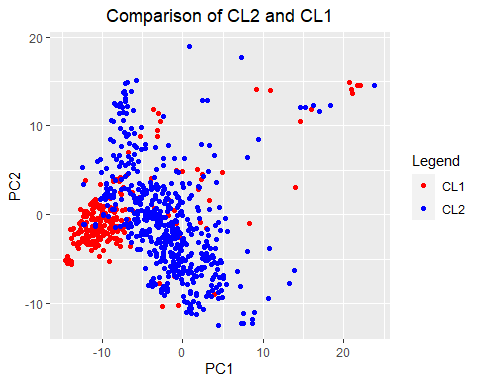 Comparison of CL2 and CL1
20
10
0
-10
PC2
-10
0
10
20
PC1
Legend
CL1
CL2